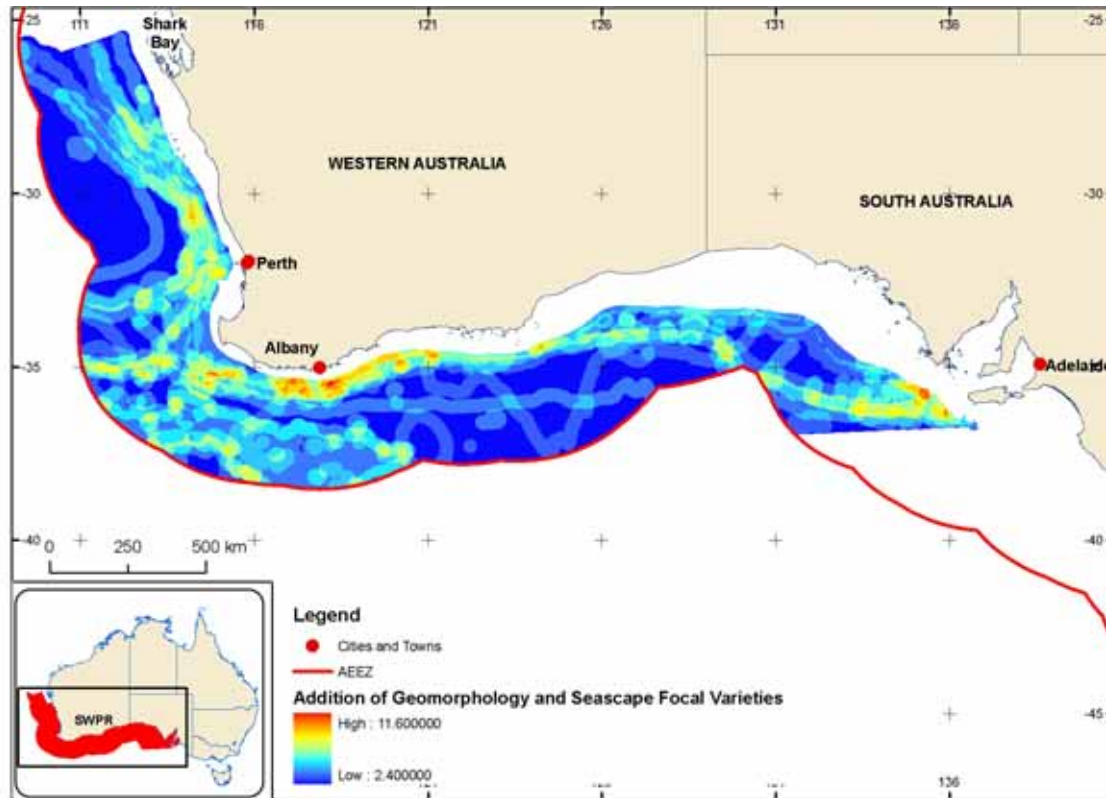 -25
111
116
121
126
131
136
-25
Shark
Bay
WESTERN AUSTRALIA
SOUTH AUSTRALIA
-30
-30
Perth
Albany
-35
Adelaide
-40
-40
0 250 500 km
Legend
Cities and Towns
AEEZ
Addition of Geomorphology and Seascape Focal Varieties
High : 11.600000
Low : 2.400000
SWPR
-45
136